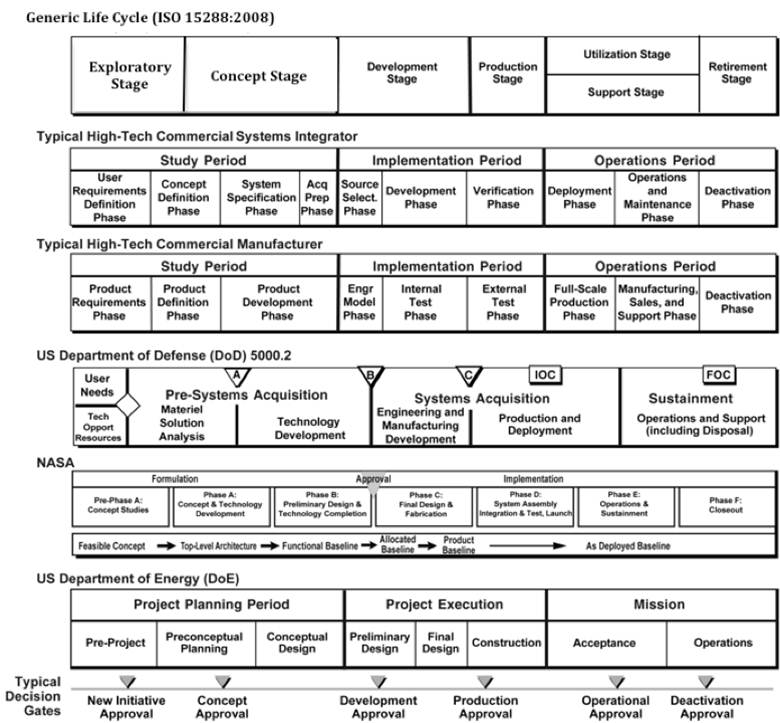 Generic Life Cycle (ISO 15288:2008)
Exploratory
Stage
Concept Stage
Development
Stage
Production
Stage
Utilization Stage
Support Stage
Retirement
Stage
Typical High-Tech Commercial Systems Integrator
Study Period
Implementation Period
Operations Period
User
Requirements
Definition
Phase
Concept
Definition
Phase
System
Specification
Phase
Acq
Prep
Phase
Source
Select.
Phase
Development
Phase
Verification
Phase
Deployment
Phase
Operations
and
Maintenance
Phase
Deactivation
Phase
Typical High-Tech Commercial Manufacturer
Study Period
Implementation Period
Operations Period
Product
Requirements
Phase
Product
Definition
Phase
Product
Development
Phase
Engr
Model
Phase
Internal
Test
Phase
External
Test
Phase
Full-Scale
Production
Phase
Manufacturing,
Sales, and
Support Phase
Deactivation
Phase
US Department of Defense (DoD) 5000.2
User
Needs
Tech
Opport
Resources
A
B
C
IOC
FOC
Pre-Systems Acquisition
Systems Acquisition
Sustainment
Materiel
Solution
Analysis
Technology
Development
Engineering and
Manufacturing
Development
Production and
Deployment
Operations and Support
(including Disposal)
NASA
Formulation
Approval
Implementation
Pre-Phase A:
Concept Studies
Phase A:
Concept & Technology
Development
Phase B:
Preliminary Design &
Technology Completion
Phase C:
Final Design &
Fabrication
Phase D:
System Assembly
Integration & Test, Launch
Phase E:
Operations &
Sustainment
Phase F:
Closeout
Feasible Concept
Top-Level Architecture
Functional Baseline
Allocated
Baseline
Product
Baseline
As Deployed Baseline
US Department of Energy (DoE)
Project Planning Period
Project Execution
Mission
Pre-Project
Preconceptual
Planning
Conceptual
Design
Preliminary
Design
Final
Design
Construction
Acceptance
Operations
Typical
Decision
Gates
New Initiative
Approval
Concept
Approval
Development
Approval
Production
Approval
Operational
Approval
Deactivation
Approval